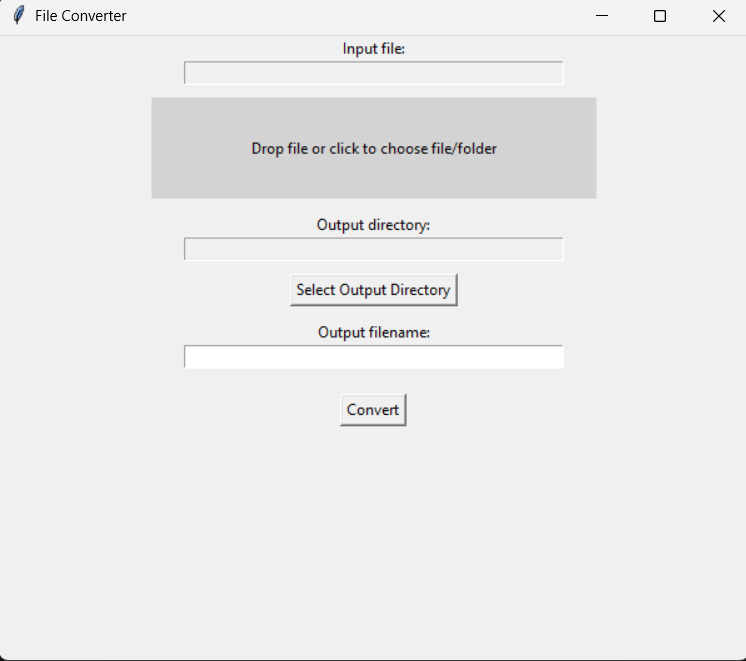 File Converter
Input file:
Drop file or click to choose file/folder
Output directory:
Select Output Directory
Output filename:
Convert